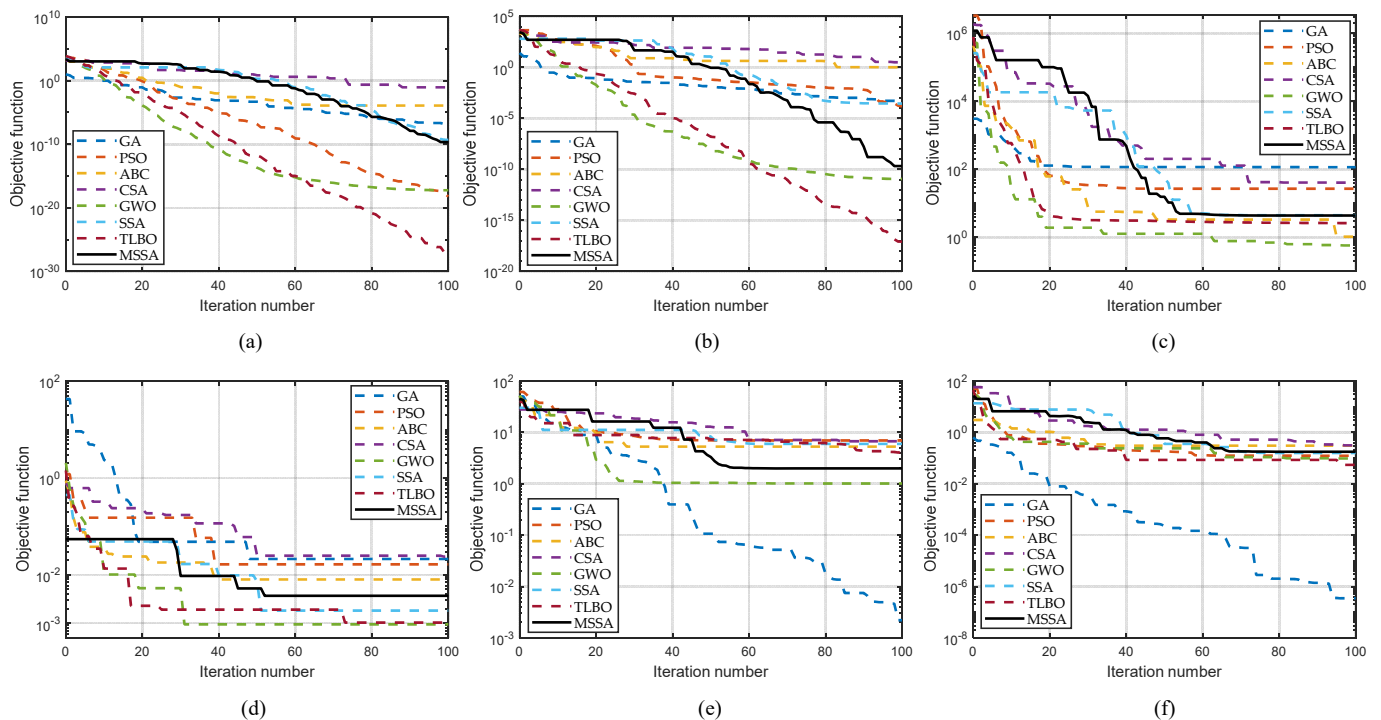 10^10
10^0
10^-10
10^-20
10^-30
Objective function
GA
PSO
ABC
CSA
GWO
SSA
TLBO
MSSA
0 20 40 60 80 100
Iteration number
(a)
10^5
10^0
10^-5
10^-10
10^-15
10^-20
Objective function
GA
PSO
ABC
CSA
GWO
SSA
TLBO
MSSA
0 20 40 60 80 100
Iteration number
(b)
10^6
10^4
10^2
10^0
Objective function
GA
PSO
ABC
CSA
GWO
SSA
TLBO
MSSA
0 20 40 60 80 100
Iteration number
(c)
10^2
10^0
10^-2
10^-3
Objective function
GA
PSO
ABC
CSA
GWO
SSA
TLBO
MSSA
0 20 40 60 80 100
Iteration number
(d)
10^2
10^1
10^0
10^-1
10^-2
10^-3
Objective function
GA
PSO
ABC
CSA
GWO
SSA
TLBO
MSSA
0 20 40 60 80 100
Iteration number
(e)
10^2
10^0
10^-2
10^-4
10^-6
10^-8
Objective function
GA
PSO
ABC
CSA
GWO
SSA
TLBO
MSSA
0 20 40 60 80 100
Iteration number
(f)